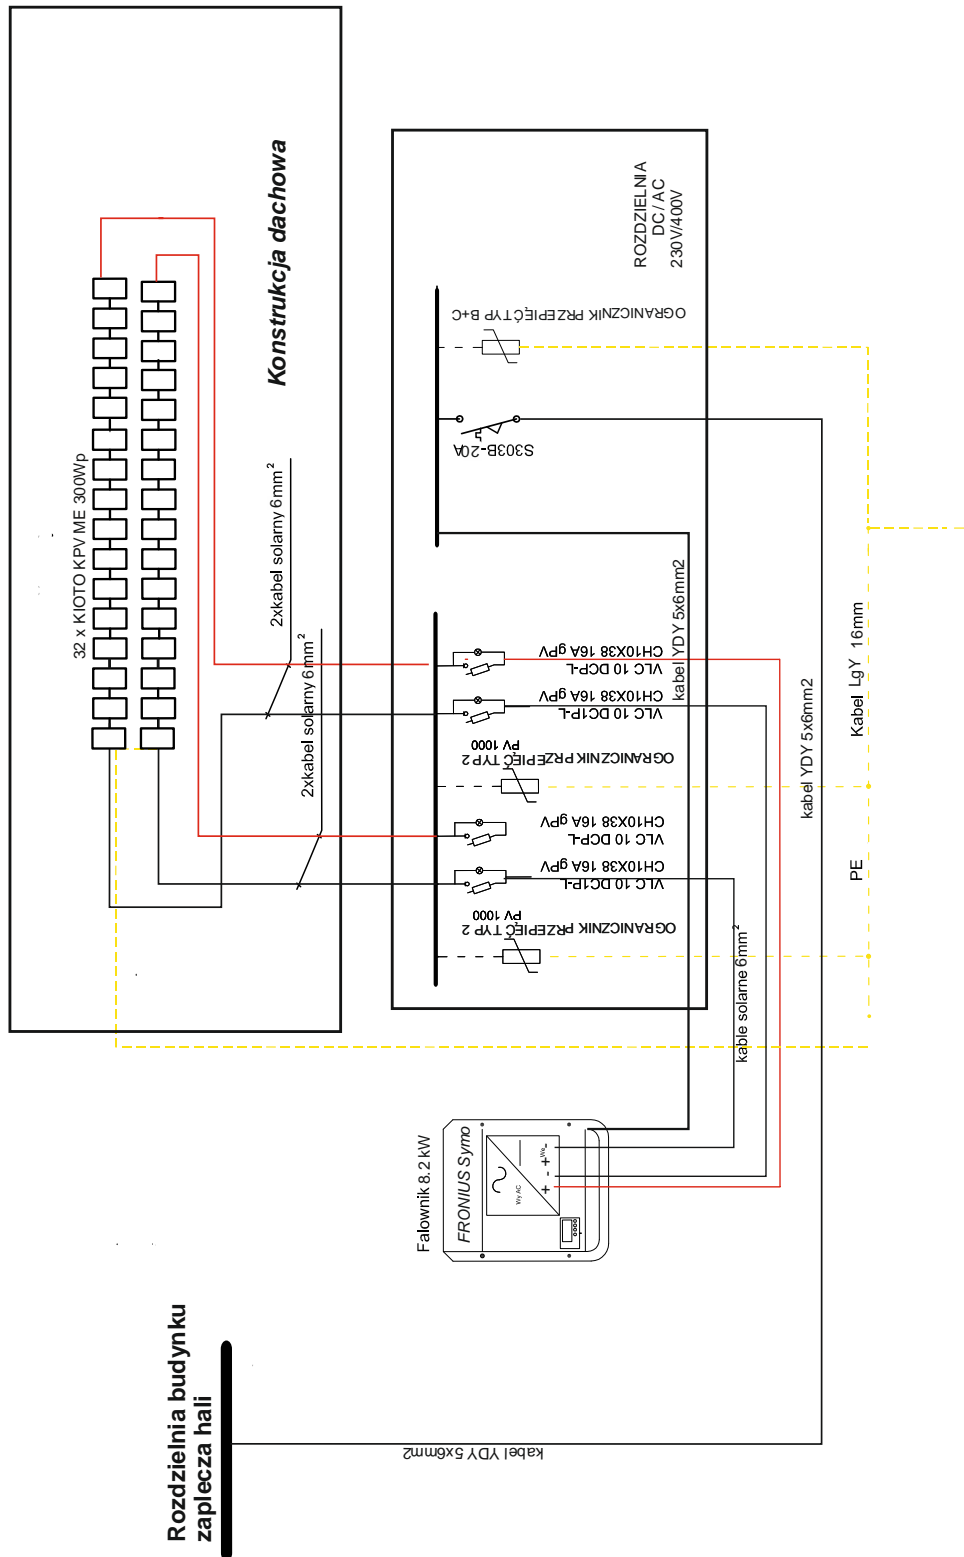 32 x KIOTO KPV ME 300Wp
Konstrukcja dachowa
2xkabel solarny 6mm²
2xkabel solarny 6mm²
ROZDZIELNIA
DC/ AC
230V/400V
OGRANICZNIK PRZEPIĘĆ TYP B+C
S303B-20A
kabel YDY 5x6mm2
CH10X38 16A gPV
VLC 10 DCP-L
CH10X38 16A gPV
VLC 10 DC1P-L
PV 1000
OGRANICZNIK PRZEPIĘĆ TYP 2
CH10X38 16A gPV
VLC 10 DCP-L
CH10X38 16A gPV
VLC 10 DC1P-L
PV 1000
OGRANICZNIK PRZEPIĘĆ TYP 2
kabel YDY 5x6mm2
Kabel LgY 16mm
PE
kable solarne 6mm²
Falownik 8.2 kW
FRONIUS Symo
Wy AC
+ - + We -
Rozdzielnia budynku
zaplecza hali
kabel YDY 5x6mm2